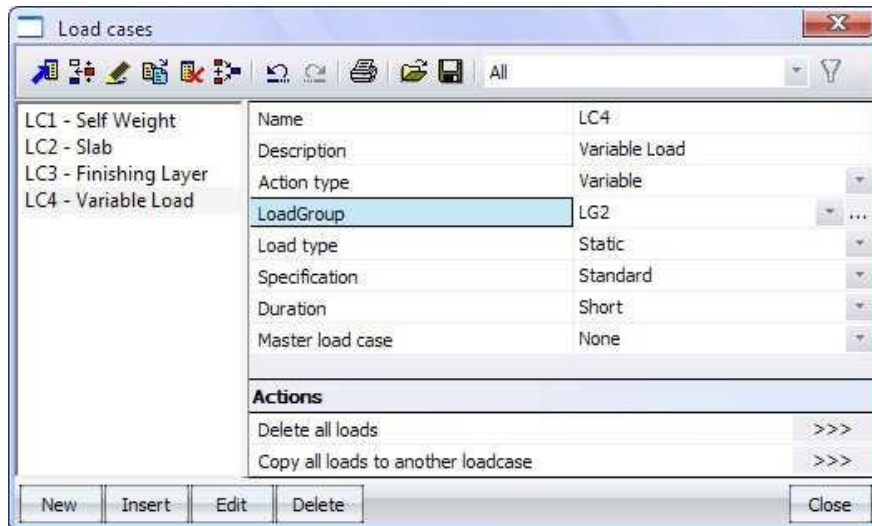 Load cases
All
LC1 - Self Weight
LC2 - Slab
LC3 - Finishing Layer
LC4 - Variable Load
Name LC4
Description Variable Load
Action type Variable
LoadGroup LG2 ...
Load type Static
Specification Standard
Duration Short
Master load case None
Actions
Delete all loads >>>
Copy all loads to another loadcase >>>
New Insert Edit Delete Close